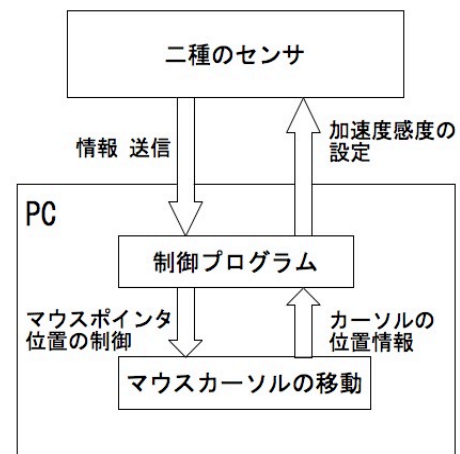 二種のセンサ
情報 送信
加速度感度の
設定
PC
制御プログラム
マウスポインタ
位置の制御
カーソルの
位置情報
マウスカーソルの移動